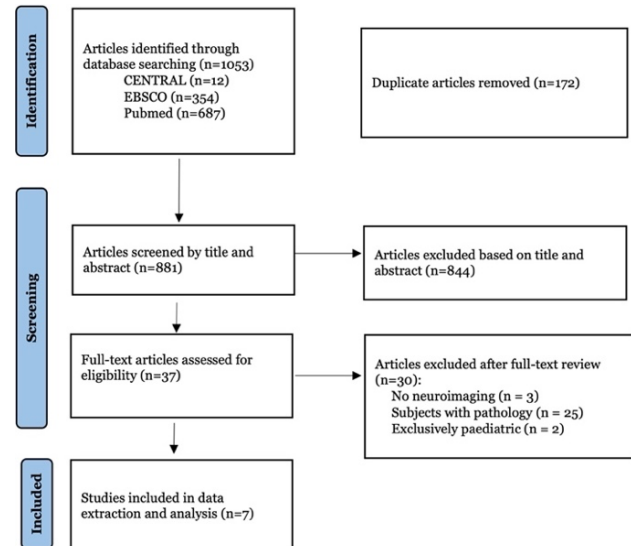 Identification
Articles identified through
database searching (n=1053)
CENTRAL (n=12)
EBSCO (n=354)
Pubmed (n=687)
Duplicate articles removed (n=172)
Screening
Articles screened by title and
abstract (n=881)
Articles excluded based on title and
abstract (n=844)
Full-text articles assessed for
eligibility (n=37)
Articles excluded after full-text review
(n=30):
No neuroimaging (n = 3)
Subjects with pathology (n = 25)
Exclusively paediatric (n = 2)
Included
Studies included in data
extraction and analysis (n=7)